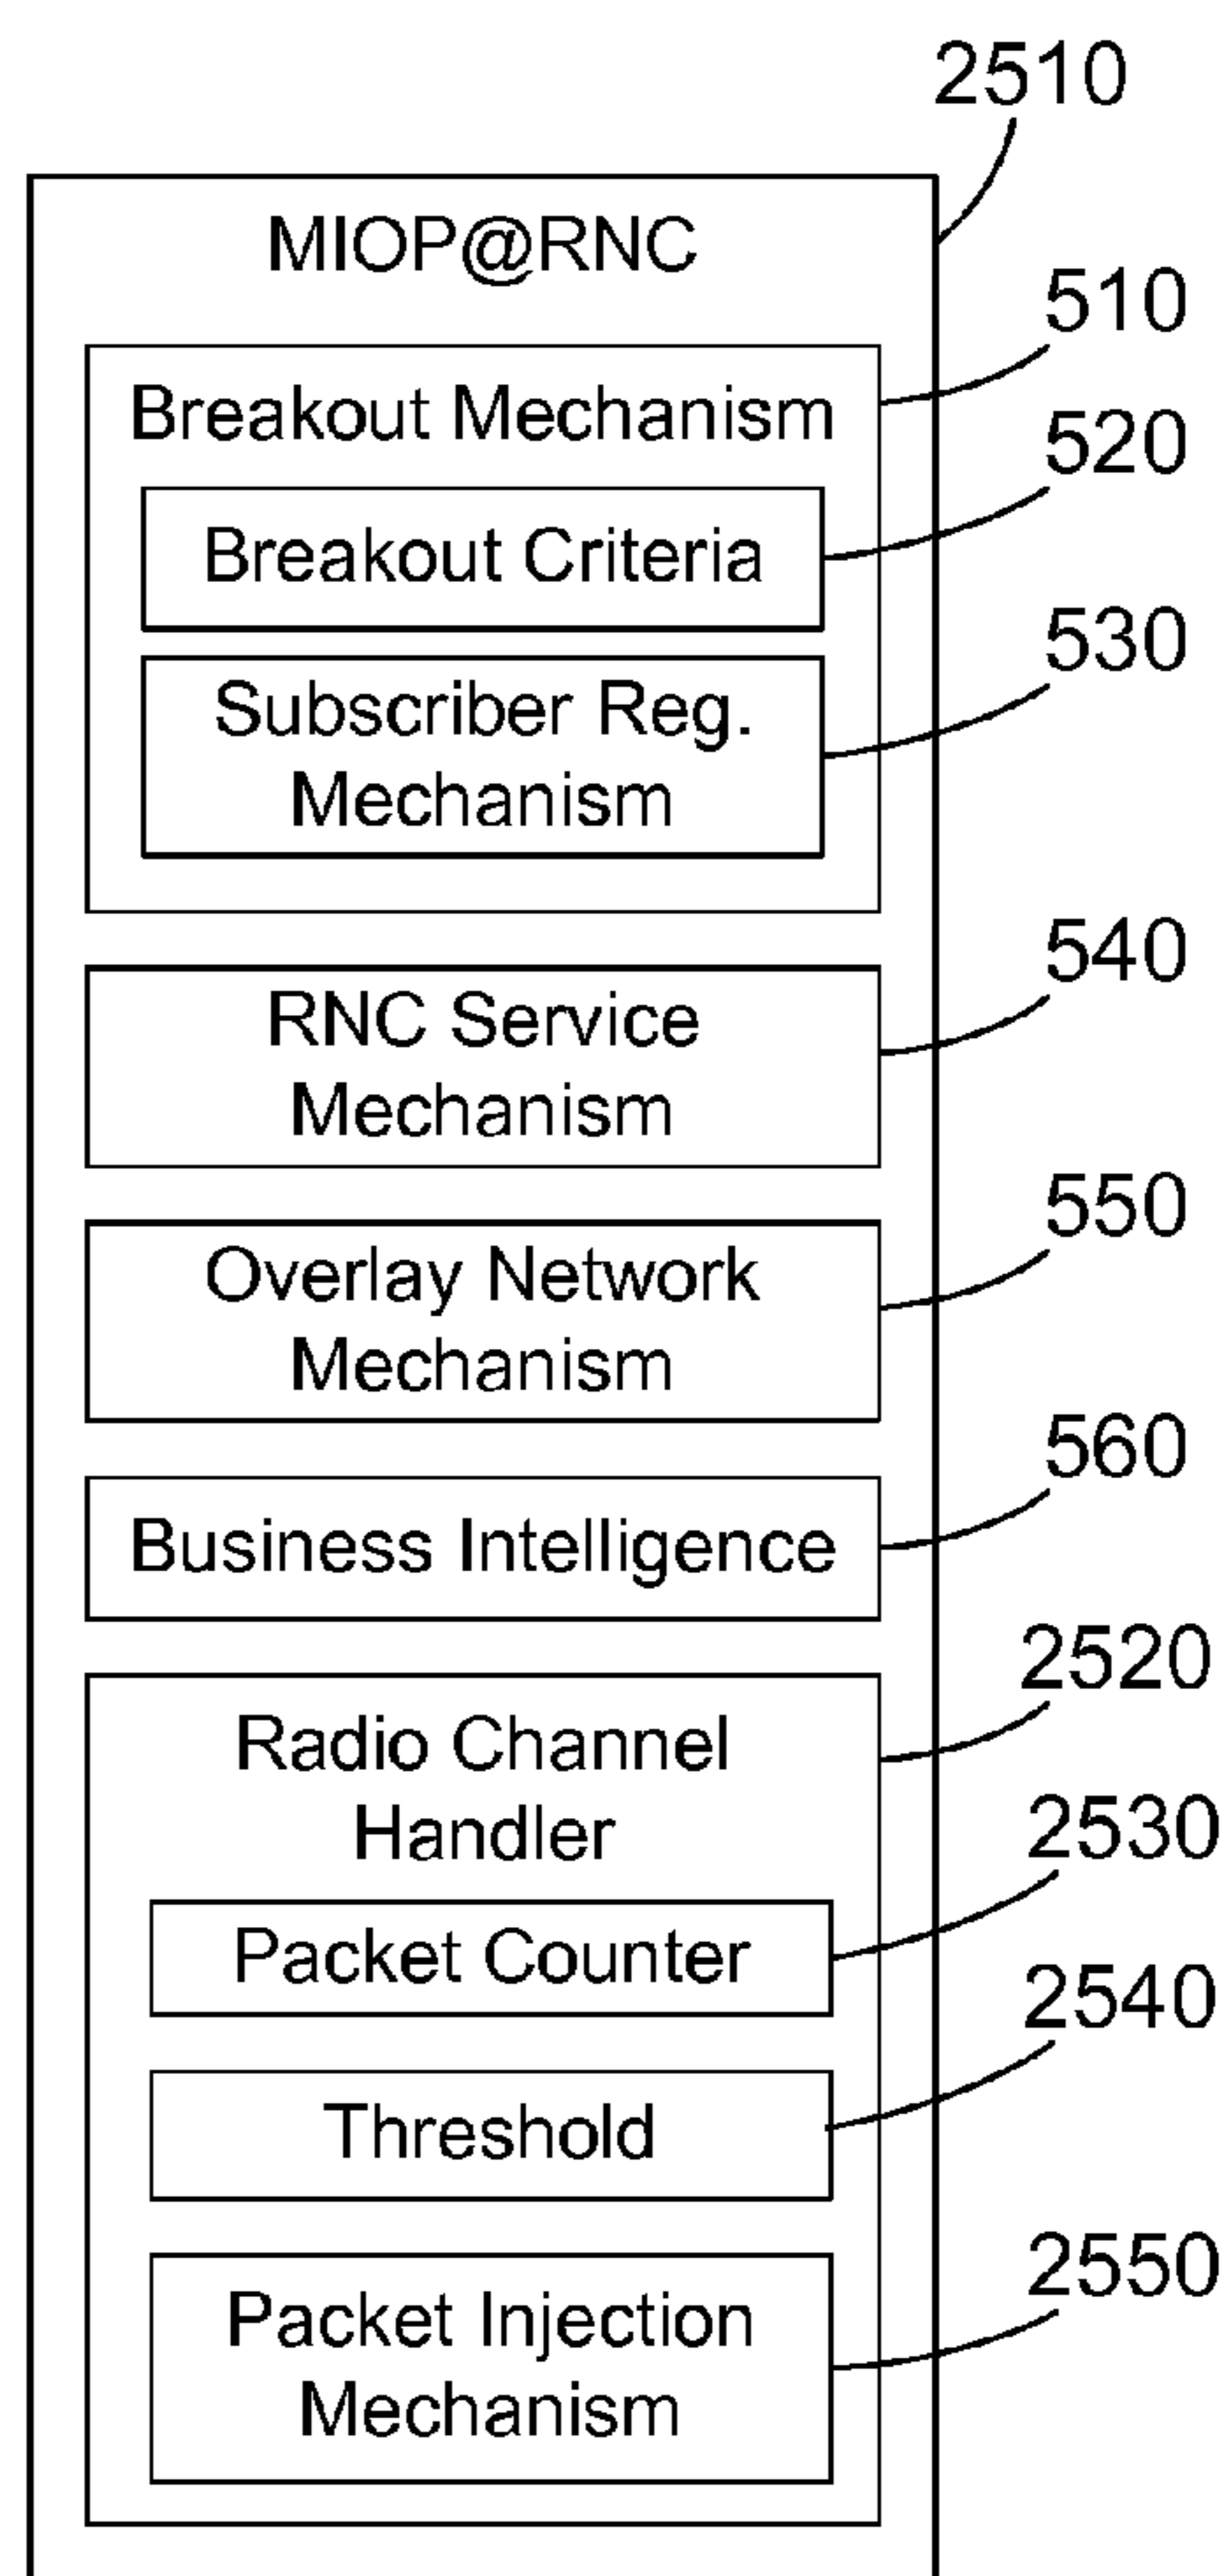 2510
MIOP@RNC
510
Breakout Mechanism
520
Breakout Criteria
530
Subscriber Reg.
Mechanism
540
RNC Service
Mechanism
550
Overlay Network
Mechanism
560
Business Intelligence
2520
Radio Channel
Handler
2530
Packet Counter
2540
Threshold
2550
Packet Injection
Mechanism